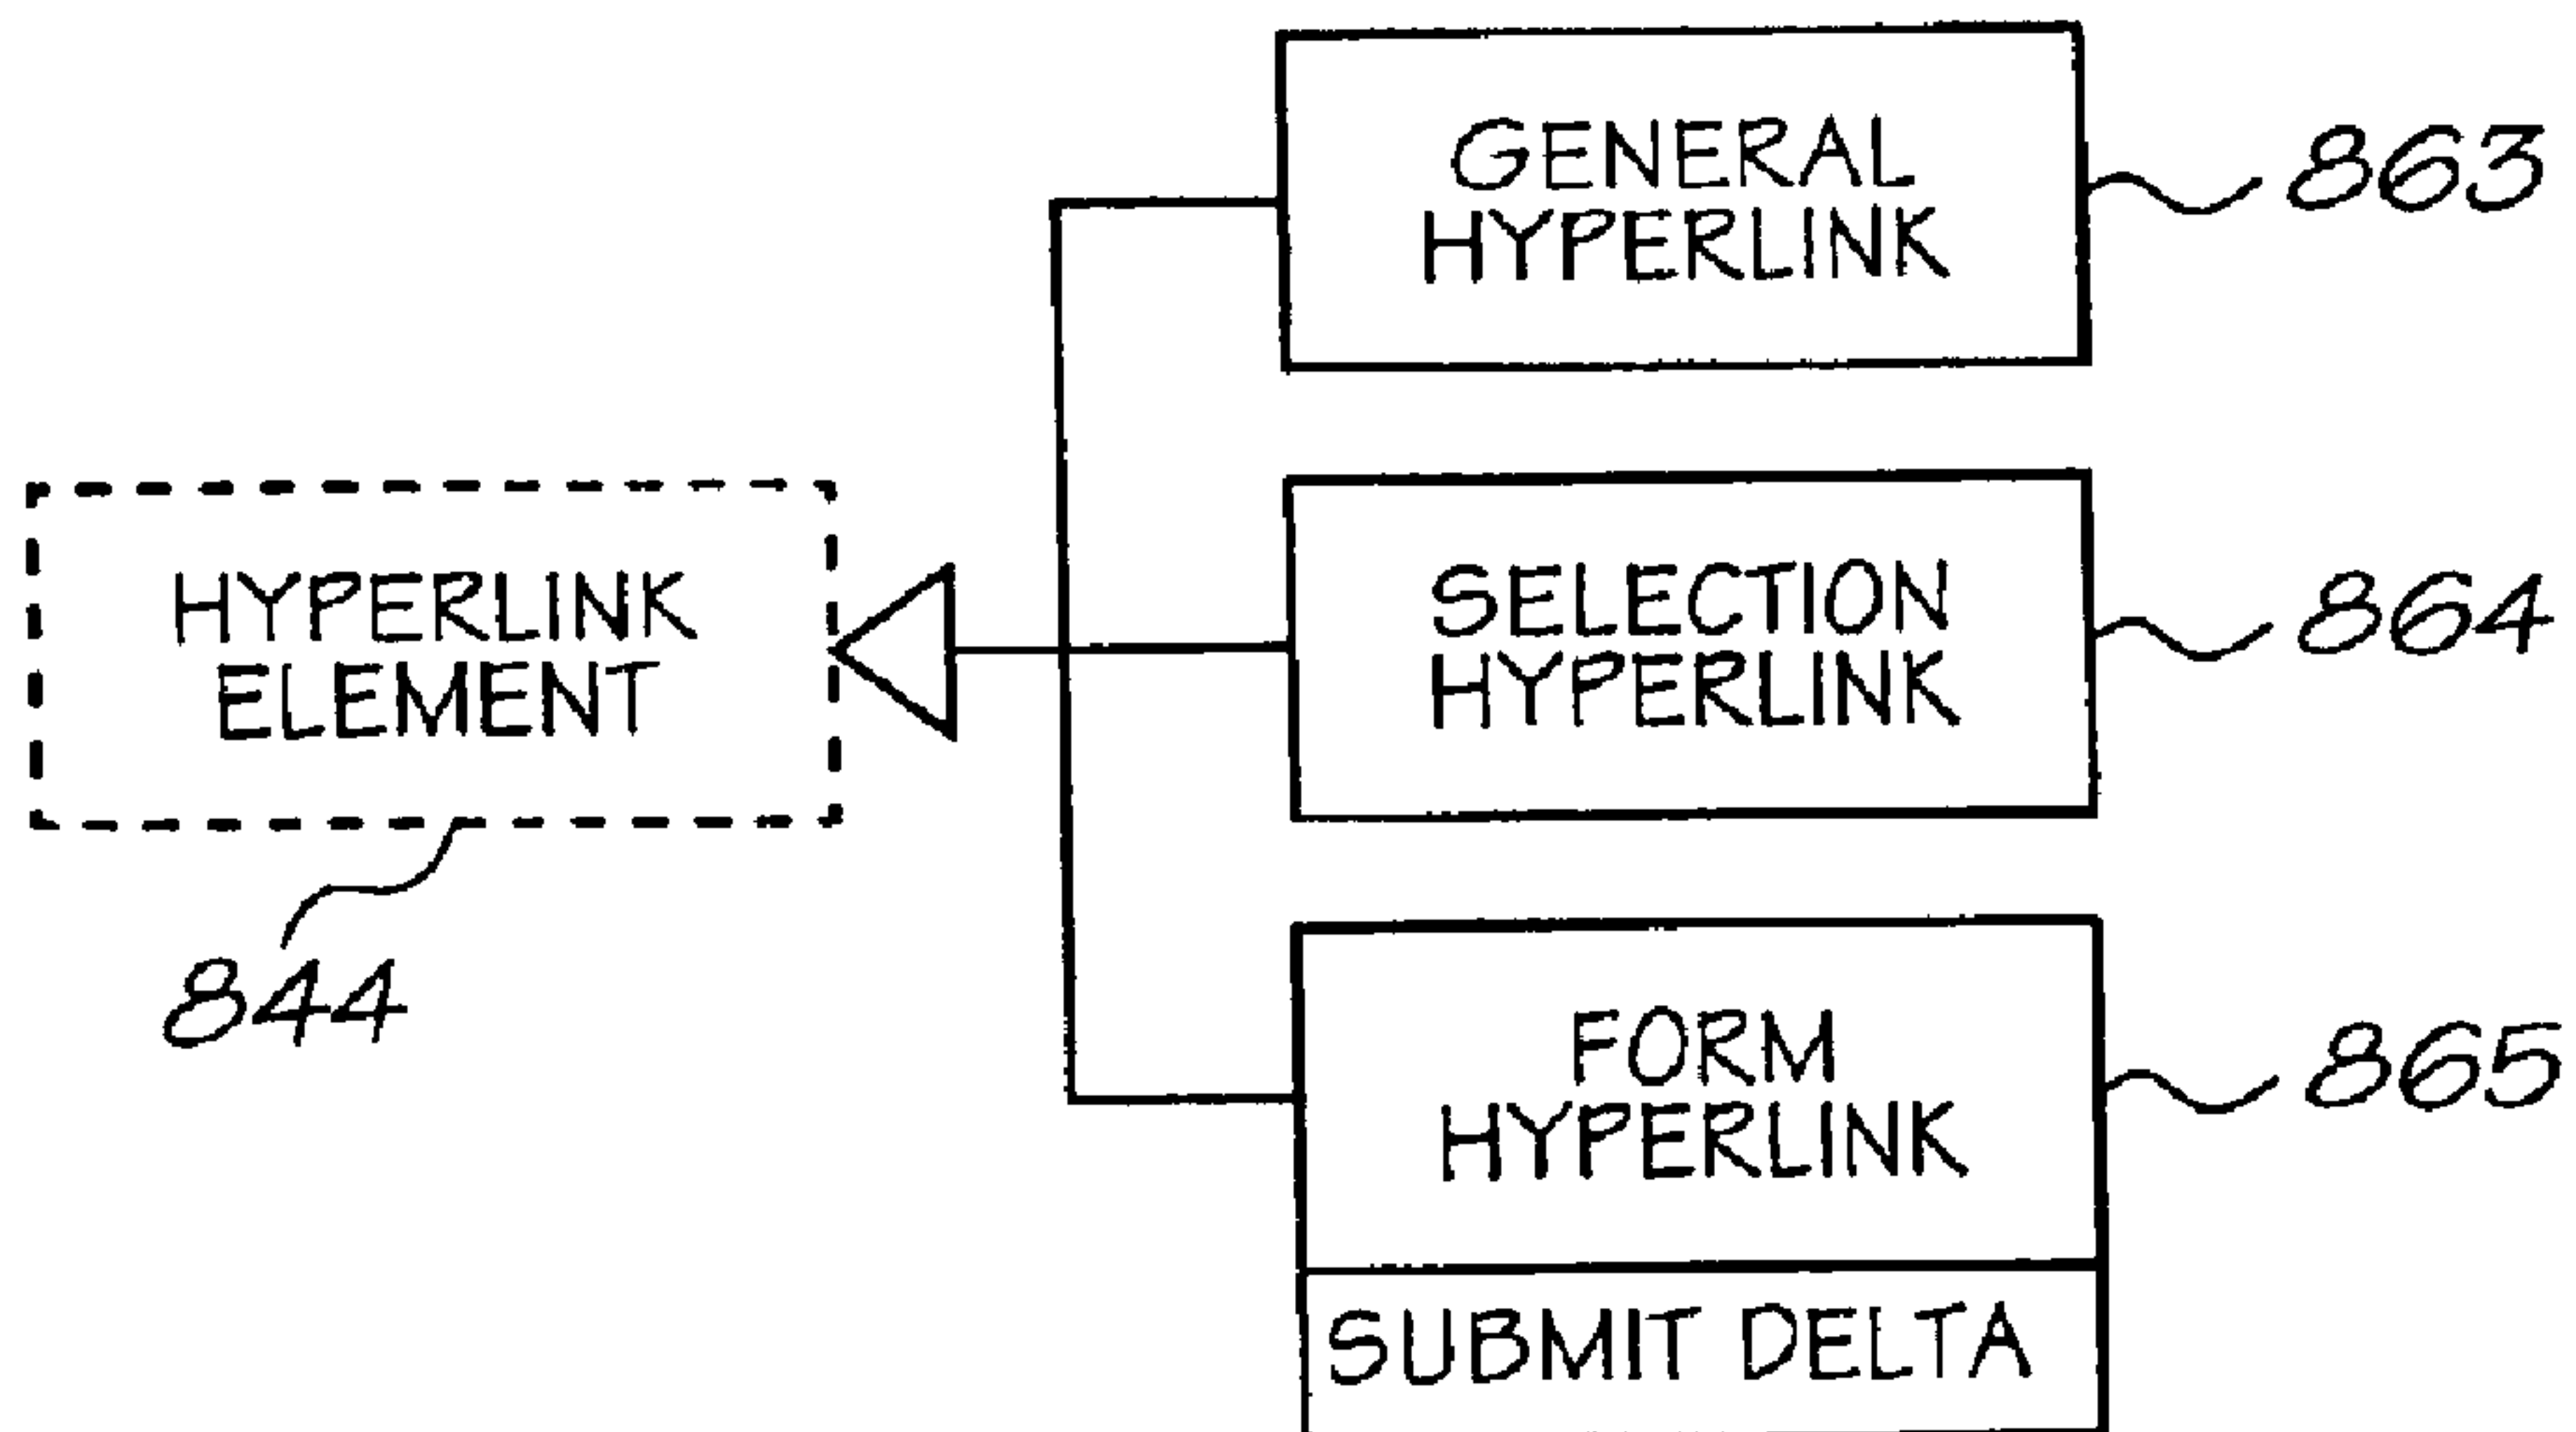 GENERAL
HYPERLINK
863
HYPERLINK
ELEMENT
844
SELECTION
HYPERLINK
864
FORM
HYPERLINK
865
SUBMIT DELTA